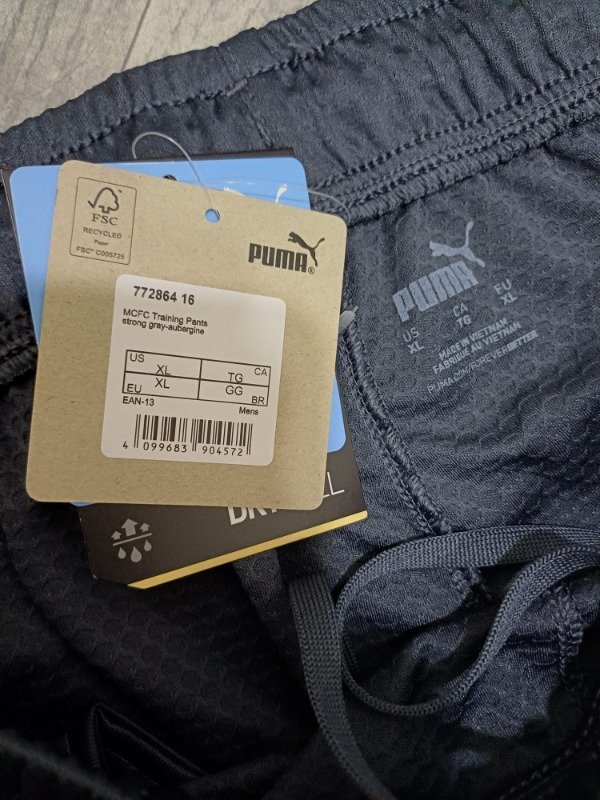 FSC
RECYCLED
Paper
FSC® C005725
PUMA®
772864 16
MCFC Training Pants
strong gray-aubergine
US XL TG CA
EU XL GG BR
EAN-13
Mens
4 099683 904572
PUMA
US CA EU
XL TG XL
MADE IN VIETNAM
FABRIQUÉ AU VIETNAM
PUMA.COM/FOREVERBETTER